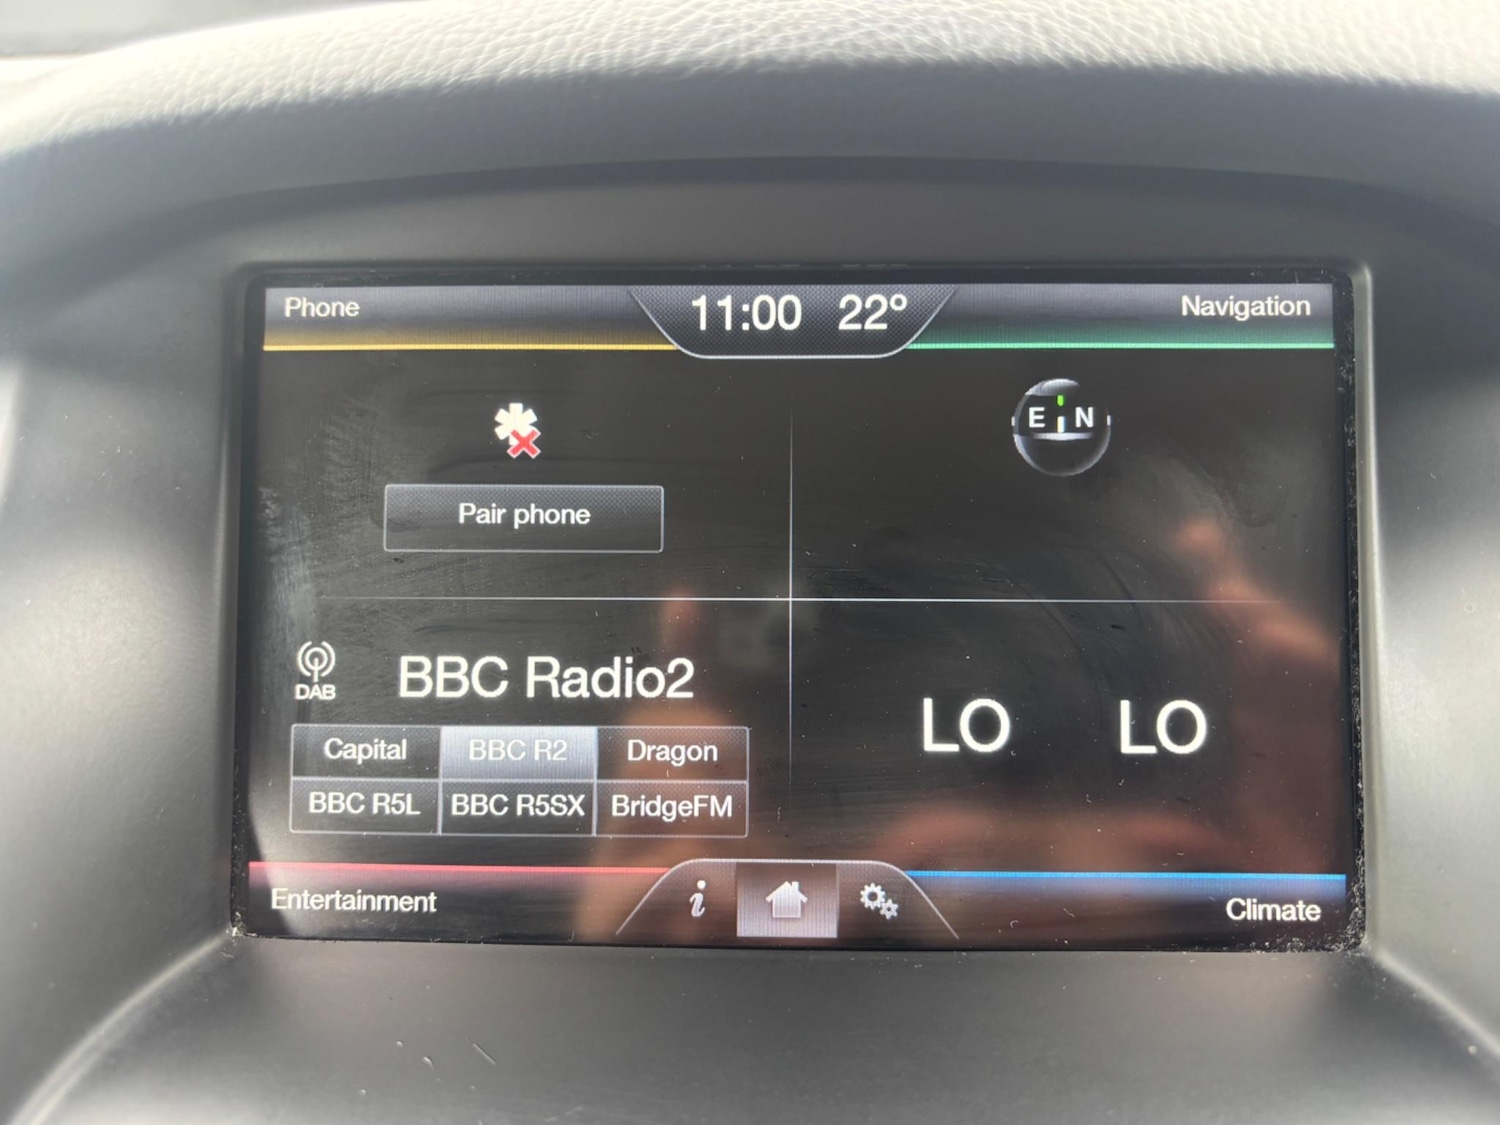 Phone
11:00 22º
Navigation
E N
Pair phone
DAB
BBC Radio2
Capital BBC R2 Dragon
BBC R5L BBC R5SX BridgeFM
LO LO
Entertainment
i
Climate